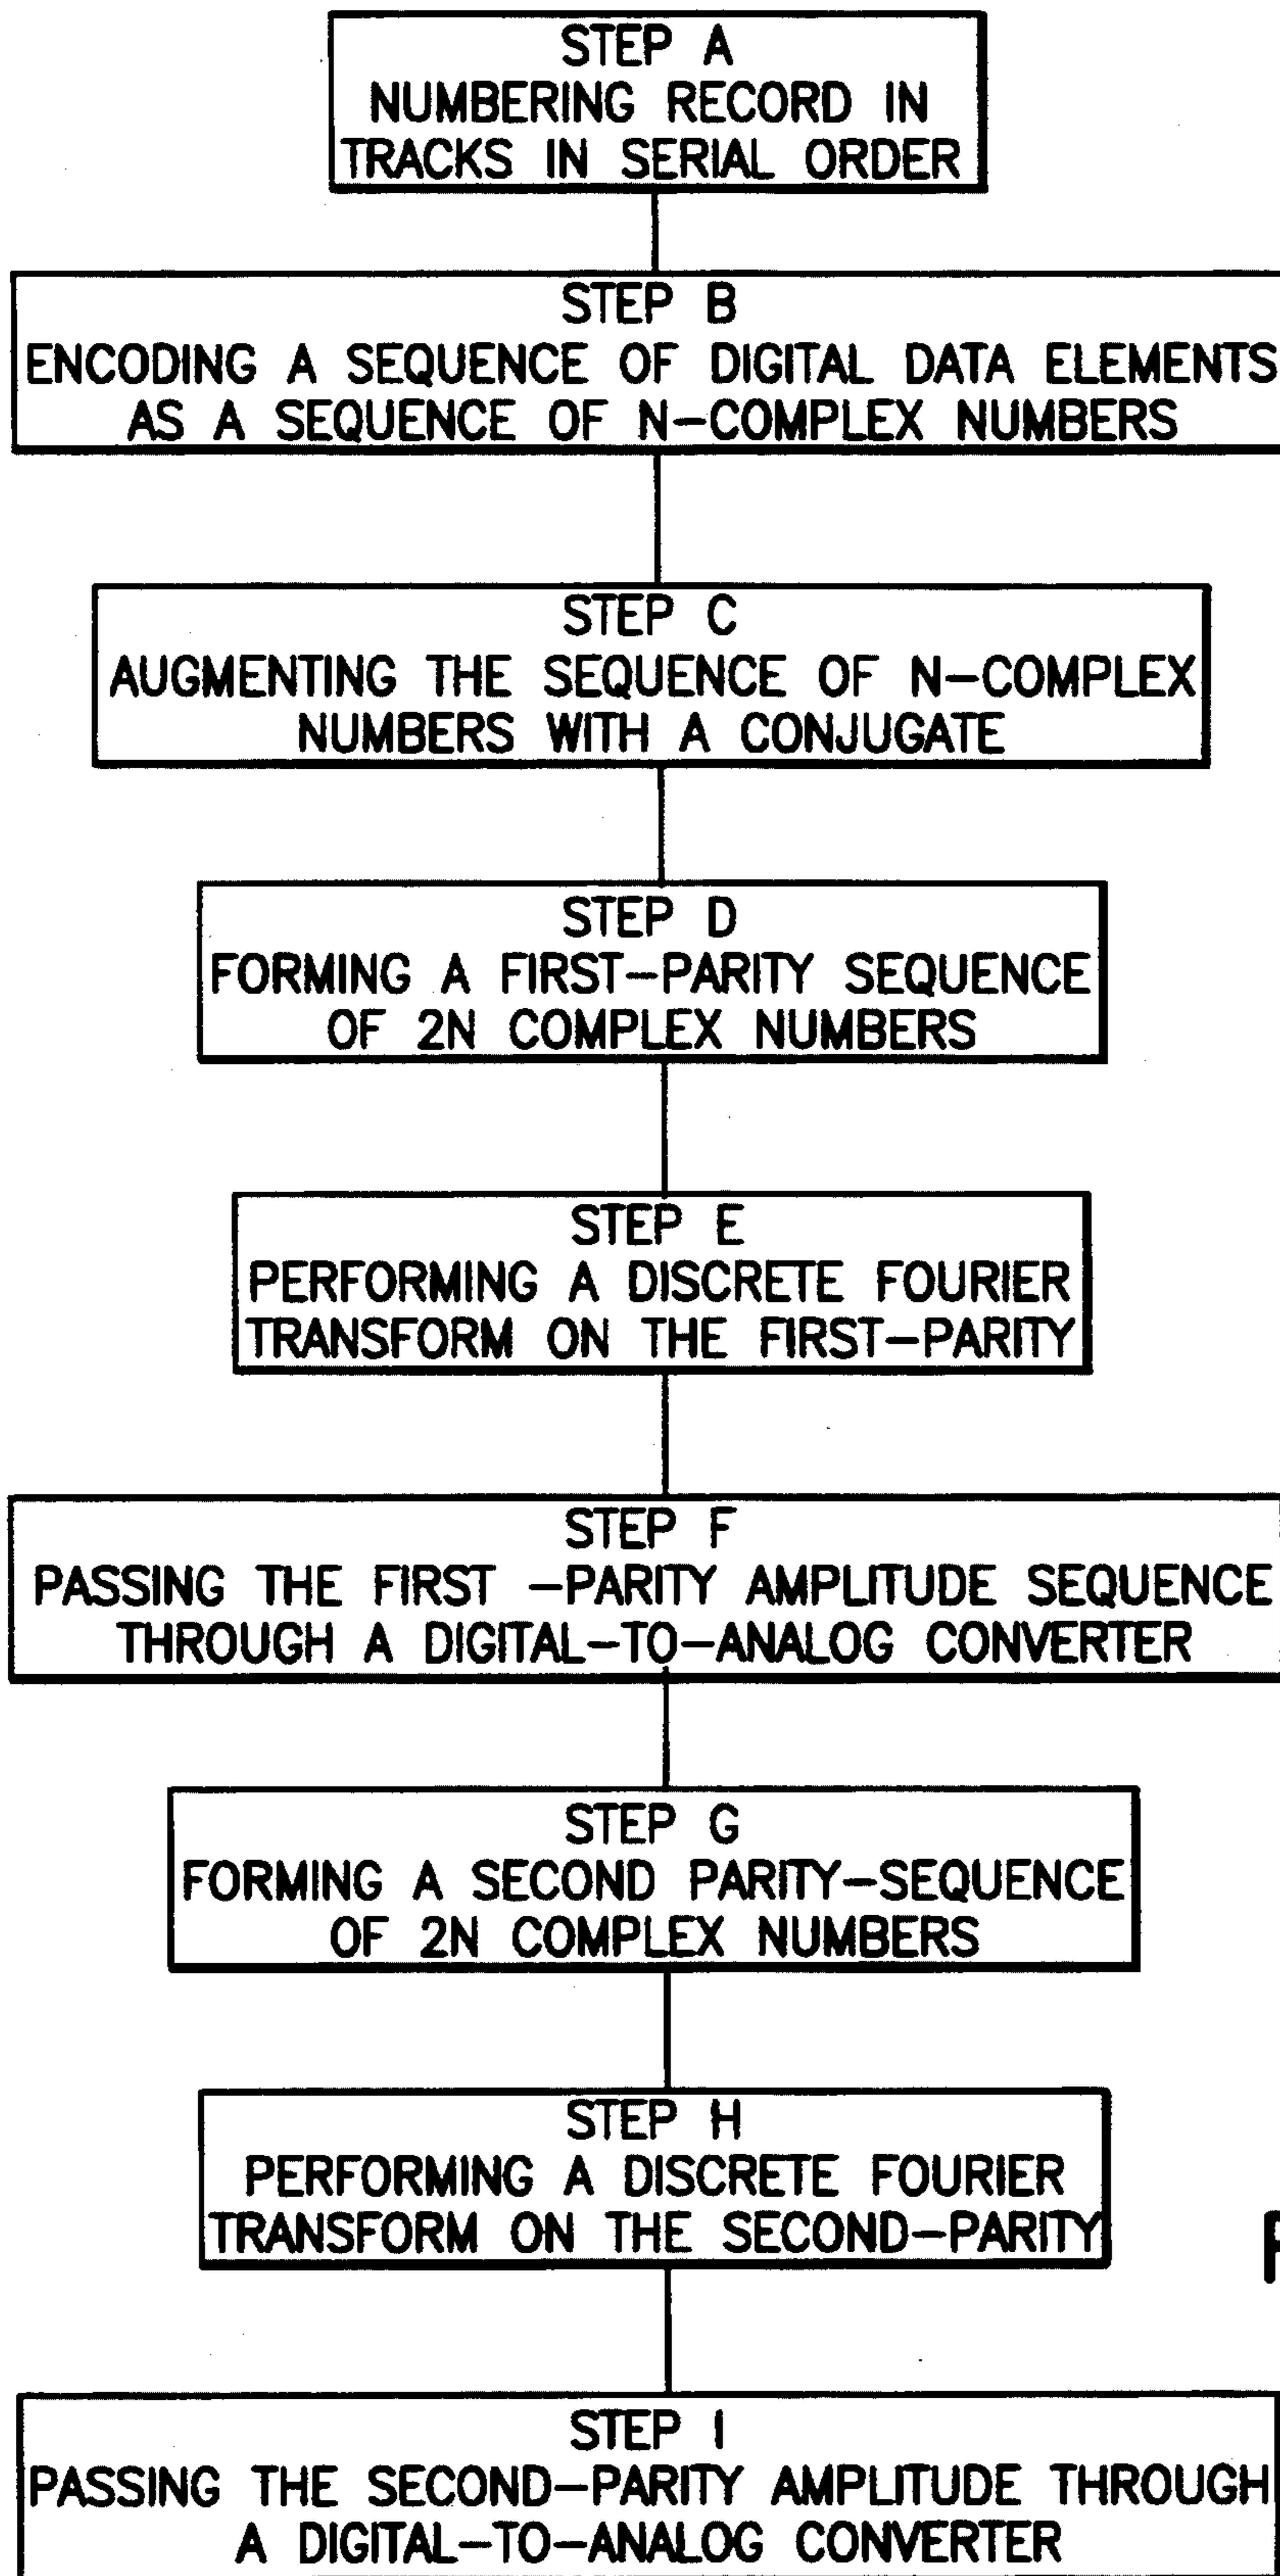 STEP A
NUMBERING RECORD IN
TRACKS IN SERIAL ORDER
STEP B
ENCODING A SEQUENCE OF DIGITAL DATA ELEMENTS
AS A SEQUENCE OF N-COMPLEX NUMBERS
STEP C
AUGMENTING THE SEQUENCE OF N-COMPLEX
NUMBERS WITH A CONJUGATE
STEP D
FORMING A FIRST-PARITY SEQUENCE
OF 2N COMPLEX NUMBERS
STEP E
PERFORMING A DISCRETE FOURIER
TRANSFORM ON THE FIRST-PARITY
STEP F
PASSING THE FIRST -PARITY AMPLITUDE SEQUENCE
THROUGH A DIGITAL-TO-ANALOG CONVERTER
STEP G
FORMING A SECOND PARITY-SEQUENCE
OF 2N COMPLEX NUMBERS
STEP H
PERFORMING A DISCRETE FOURIER
TRANSFORM ON THE SECOND-PARITY
STEP I
PASSING THE SECOND-PARITY AMPLITUDE THROUGH
A DIGITAL-TO-ANALOG CONVERTER